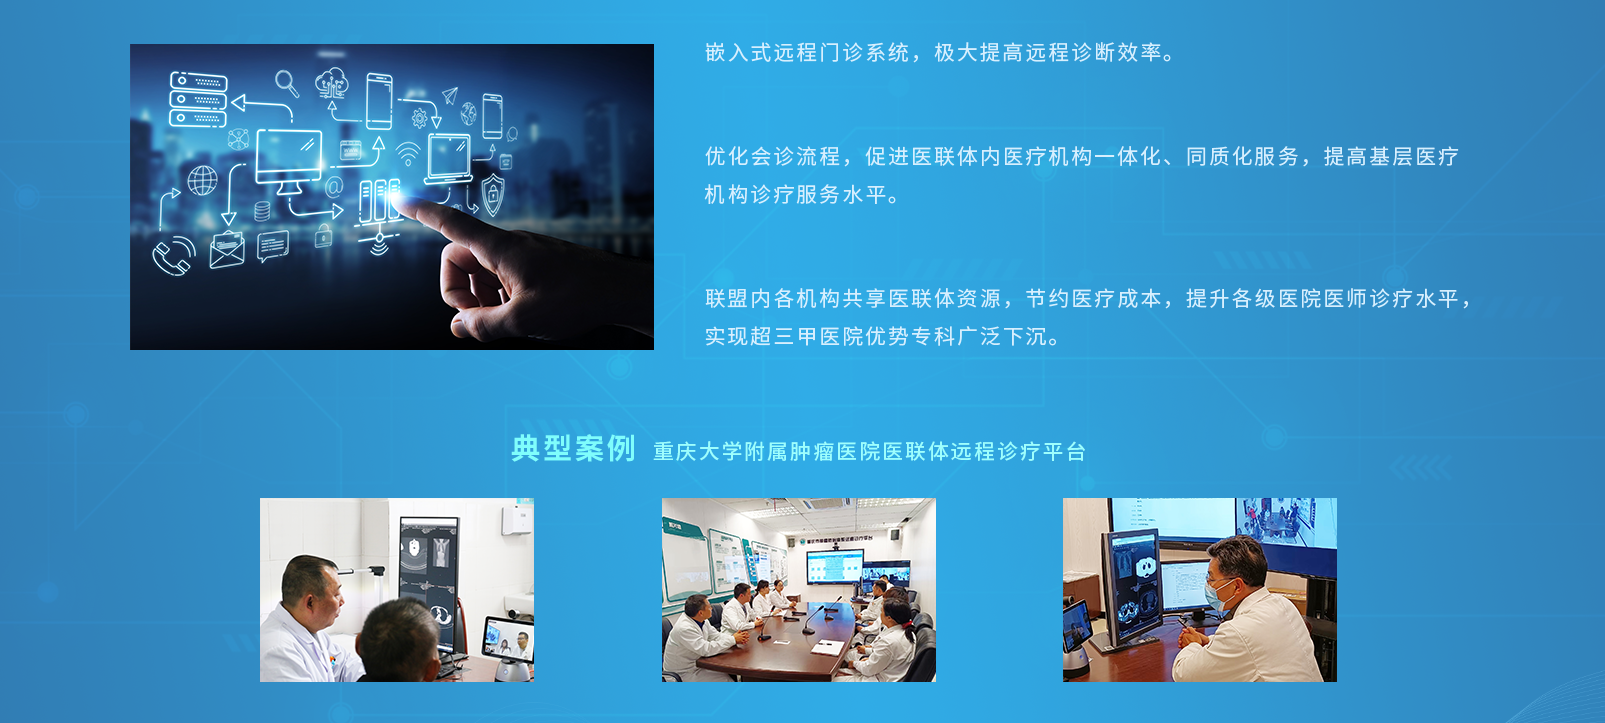 嵌入式远程门诊系统，极大提高远程诊断效率。
优化会诊流程，促进医联体内医疗机构一体化、同质化服务，提高基层医疗
机构诊疗服务水平。
联盟内各机构共享医联体资源，节约医疗成本，提升各级医院医师诊疗水平，
实现超三甲医院优势专科广泛下沉。
典型案例 重庆大学附属肿瘤医院医联体远程诊疗平台